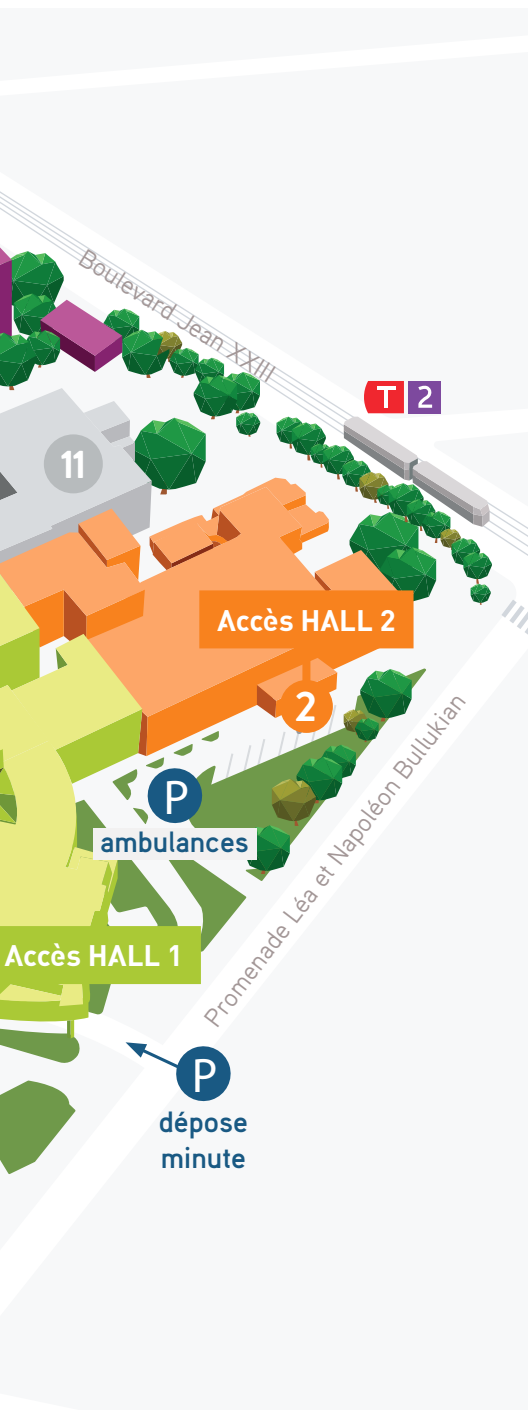 Boulevard Jean XXIII
T 2
11
Accès HALL 2
2
P
ambulances
Promenade Léa et Napoléon Bullukian
Accès HALL 1
P
dépose
minute